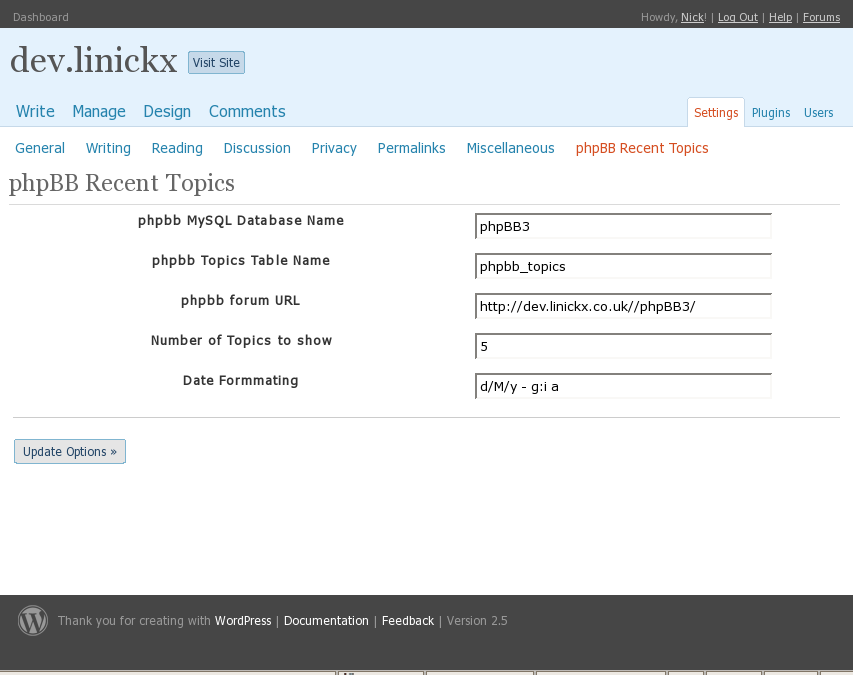 Dashboard Howdy, Nick! | Log Out | Help | Forums
dev.linickx Visit Site
Write Manage Design Comments Settings Plugins Users
General Writing Reading Discussion Privacy Permalinks Miscellaneous phpBB Recent Topics
phpBB Recent Topics
phpbb MySQL Database Name phpBB3
phpbb Topics Table Name phpbb_topics
phpbb forum URL http://dev.linickx.co.uk//phpBB3/
Number of Topics to show 5
Date Formmating d/M/y - g:i a
Update Options »
Thank you for creating with WordPress | Documentation | Feedback | Version 2.5